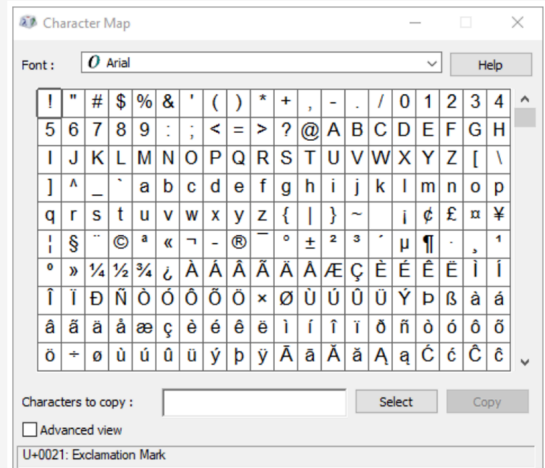 Character Map
Font : O Arial Help
! " # $ % & ' ( ) * + , - . / 0 1 2 3 4
5 6 7 8 9 : ; < = > ? @ A B C D E F G H
I J K L M N O P Q R S T U V W X Y Z [ \
] ^ _ ` a b c d e f g h i j k l m n o p
q r s t u v w x y z { | } ~   ¡ ¢ £ ¤ ¥
¦ § ¨ © ª « ¬ - ® ¯ ° ± ² ³ ´ µ ¶ · ¸ ¹
º » ¼ ½ ¾ ¿ À Á Â Ã Ä Å Æ Ç È É Ê Ë Ì Í
Î Ï Ð Ñ Ò Ó Ô Õ Ö × Ø Ù Ú Û Ü Ý Þ ß à á
â ã ä å æ ç è é ê ë ì í î ï ð ñ ò ó ô õ
ö ÷ ø ù ú û ü ý þ ÿ Ā ā Ă ă Ą ą Ć ć Ĉ ĉ
Characters to copy : Select Copy
Advanced view
U+0021: Exclamation Mark